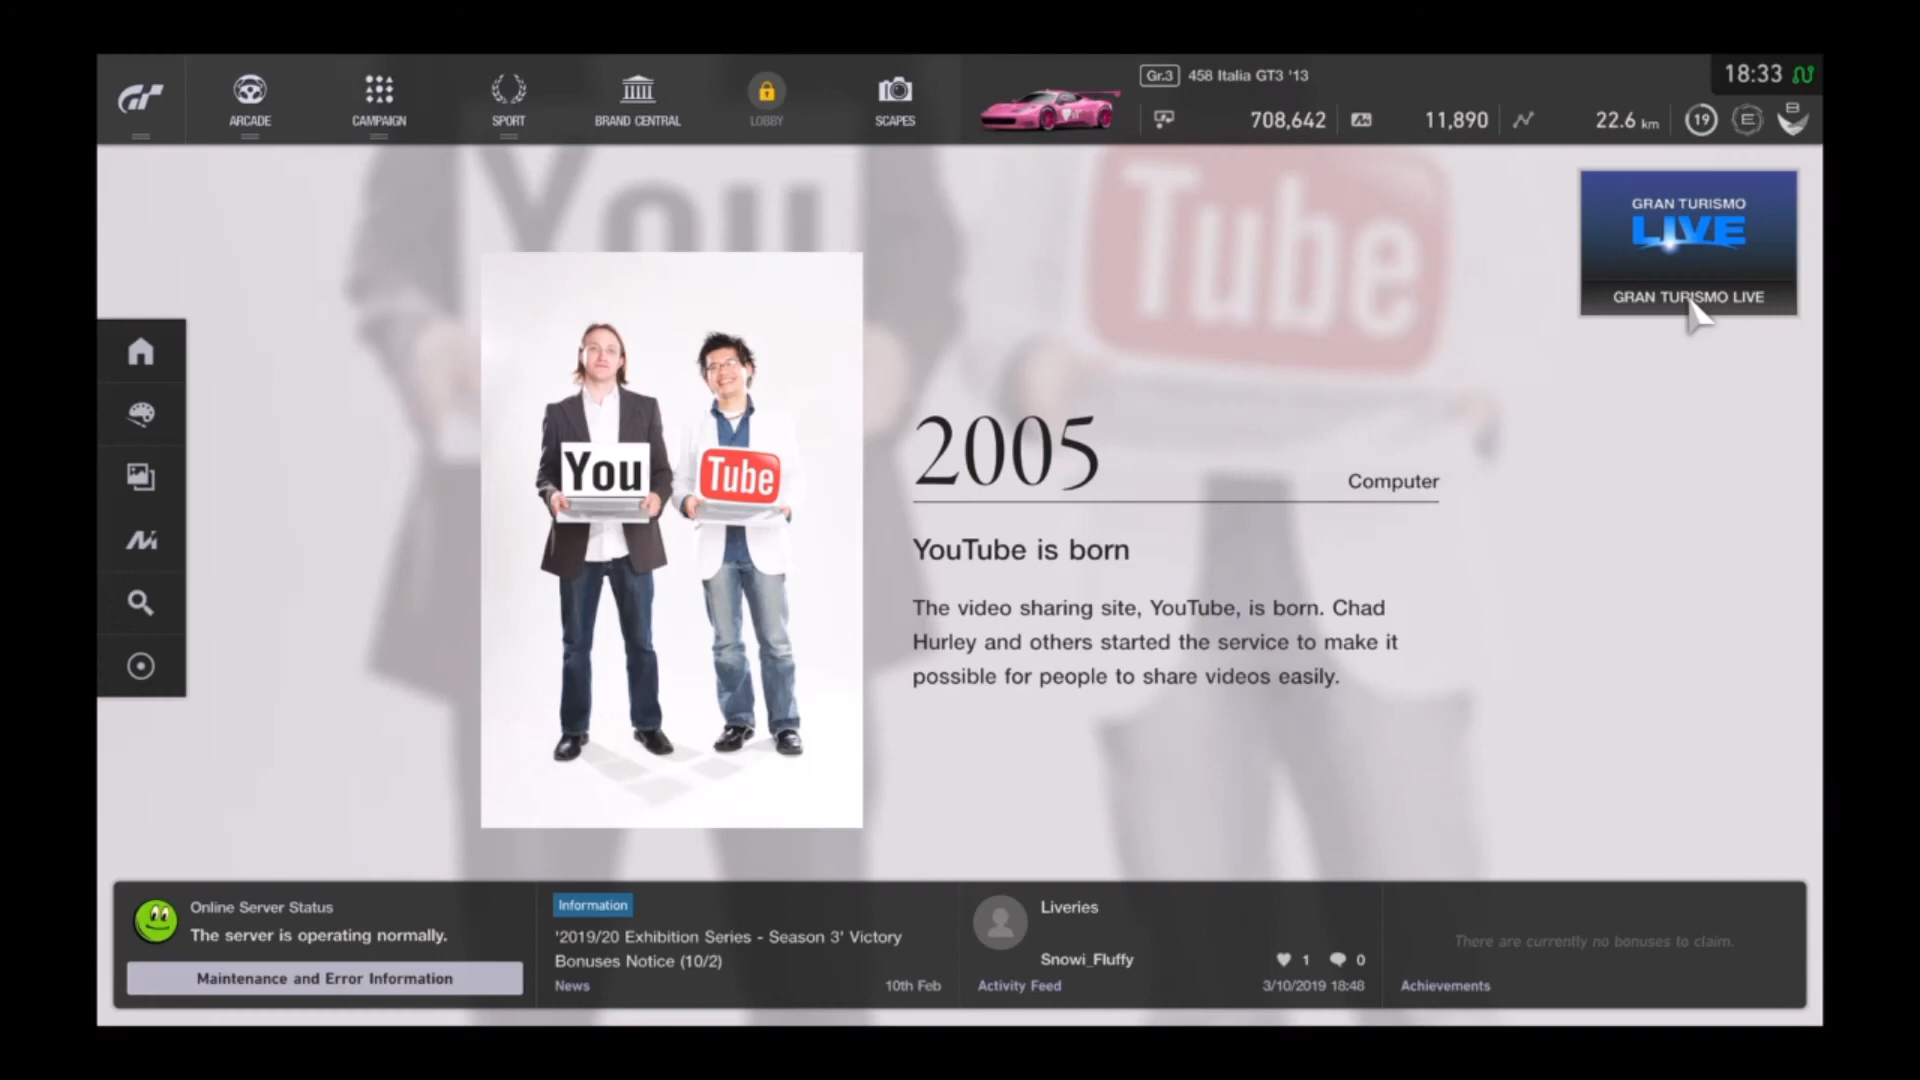 18:33
ARCADE
CAMPAIGN
SPORT
BRAND CENTRAL
LOBBY
SCAPES
Gr.3 458 Italia GT3 '13
708,642
11,890
22.6 km
19
E
B
You Tube
GRAN TURISMO
LIVE
GRAN TURISMO LIVE
You Tube
2005
Computer
YouTube is born
The video sharing site, YouTube, is born. Chad
Hurley and others started the service to make it
possible for people to share videos easily.
Online Server Status
The server is operating normally.
Maintenance and Error Information
Information
'2019/20 Exhibition Series - Season 3' Victory
Bonuses Notice (10/2)
News 10th Feb
Liveries
Snowi_Fluffy 1 0
Activity Feed 3/10/2019 18:48
There are currently no bonuses to claim.
Achievements